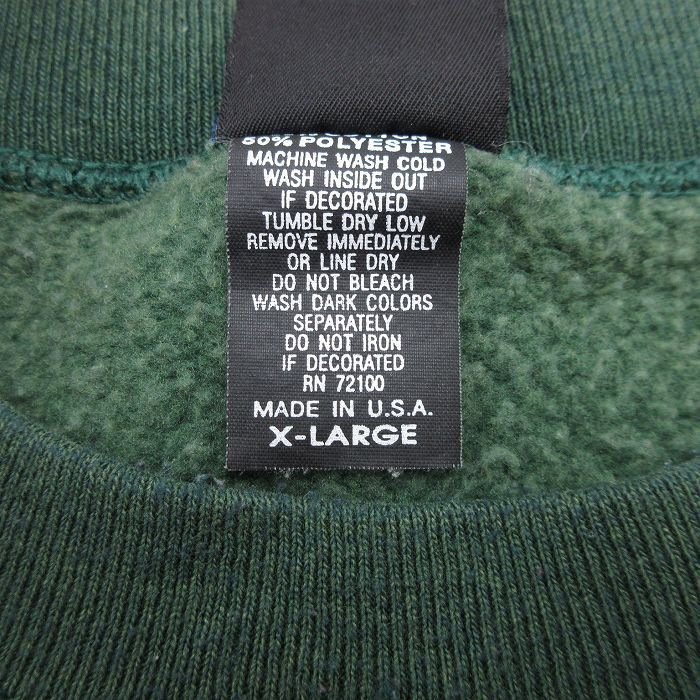 COTTON
50% POLYESTER
MACHINE WASH COLD
WASH INSIDE OUT
IF DECORATED
TUMBLE DRY LOW
REMOVE IMMEDIATELY
OR LINE DRY
DO NOT BLEACH
WASH DARK COLORS
SEPARATELY
DO NOT IRON
IF DECORATED
RN 72100
MADE IN U.S.A.
X-LARGE